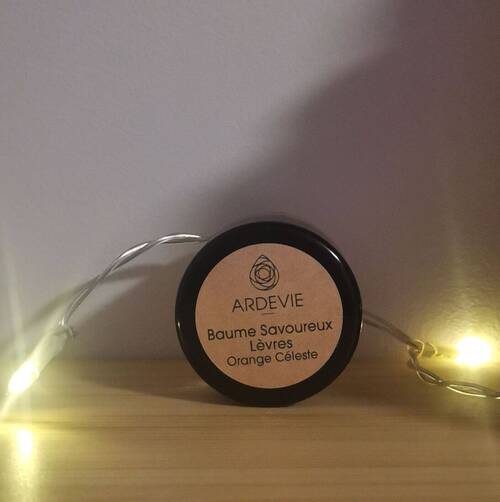 ARDEVIE
Baume Savoureux
Lèvres
Orange Céleste